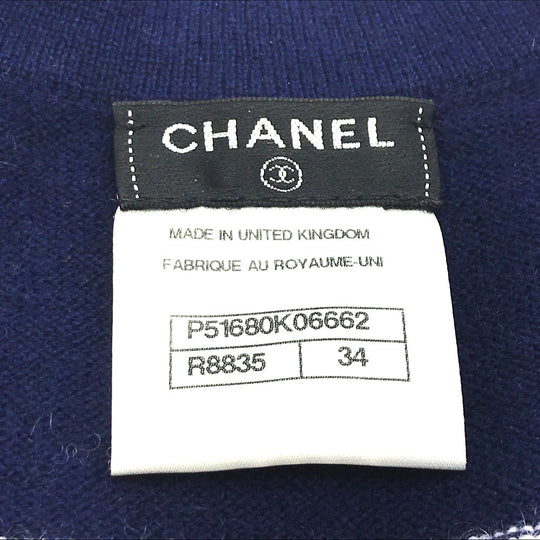 CHANEL
MADE IN UNITED KINGDOM
FABRIQUE AU ROYAUME-UNI
P51680K06662
R8835 34